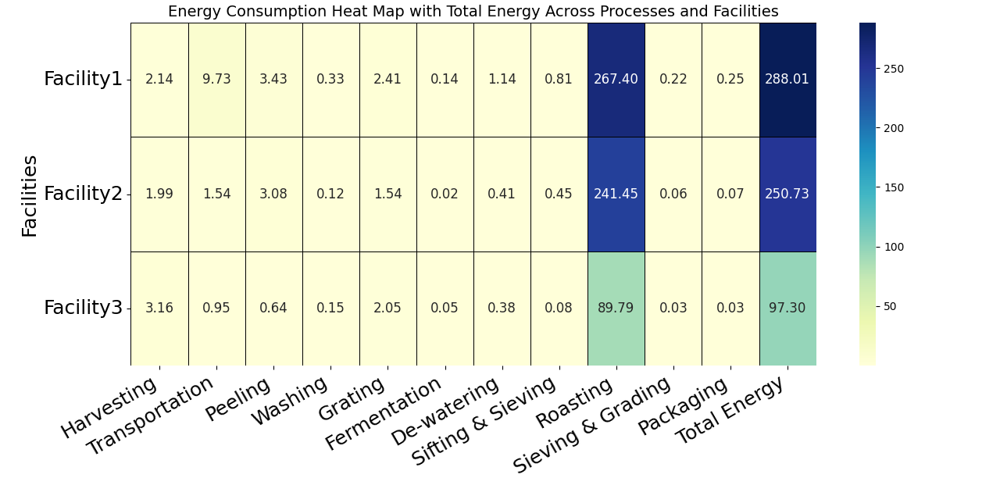 Energy Consumption Heat Map with Total Energy Across Processes and Facilities
Facilities
Facility1 2.14 9.73 3.43 0.33 2.41 0.14 1.14 0.81 267.40 0.22 0.25 288.01
Facility2 1.99 1.54 3.08 0.12 1.54 0.02 0.41 0.45 241.45 0.06 0.07 250.73
Facility3 3.16 0.95 0.64 0.15 2.05 0.05 0.38 0.08 89.79 0.03 0.03 97.30
Harvesting
Transportation
Peeling
Washing
Grating
Fermentation
De-watering
Sifting & Sieving
Roasting
Sieving & Grading
Packaging
Total Energy
250
200
150
100
50